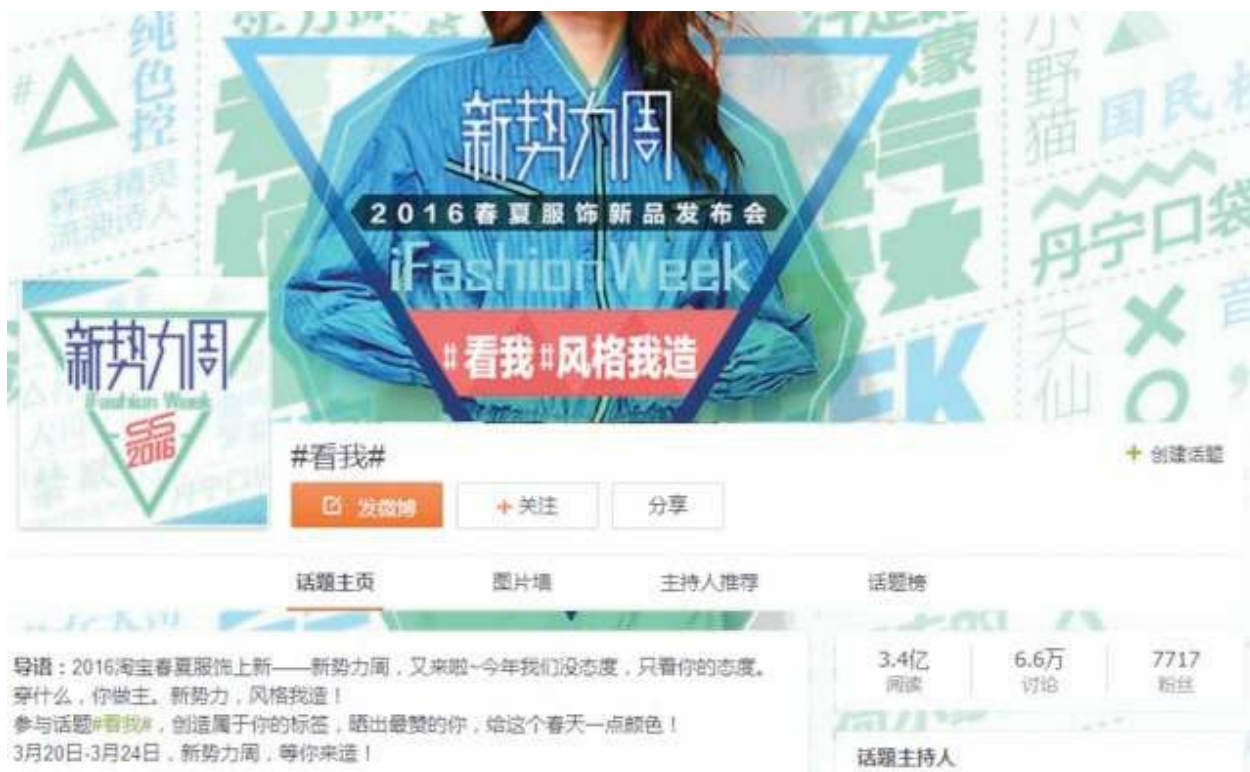 纯色控
#
森系精灵
流浪诗人
小野猫
国民
丹宁口袋
天仙
音
EK
新势力周
2016春夏服饰新品发布会
iFashionWeek
#看我#风格我造
新势力周
iFashion Week
SS
2016
#看我#
+ 创建话题
发微博
+关注
分享
话题主页
图片墙
主持人推荐
话题榜
导语：2016淘宝春夏服饰上新——新势力周，又来啦~今年我们没态度，只看你的态度。
穿什么，你做主。新势力，风格我造！
参与话题#看我#，创造属于你的标签，晒出最赞的你，给这个春天一点颜色！
3月20日-3月24日，新势力周，等你来造！
3.4亿
阅读
6.6万
讨论
7717
粉丝
话题主持人